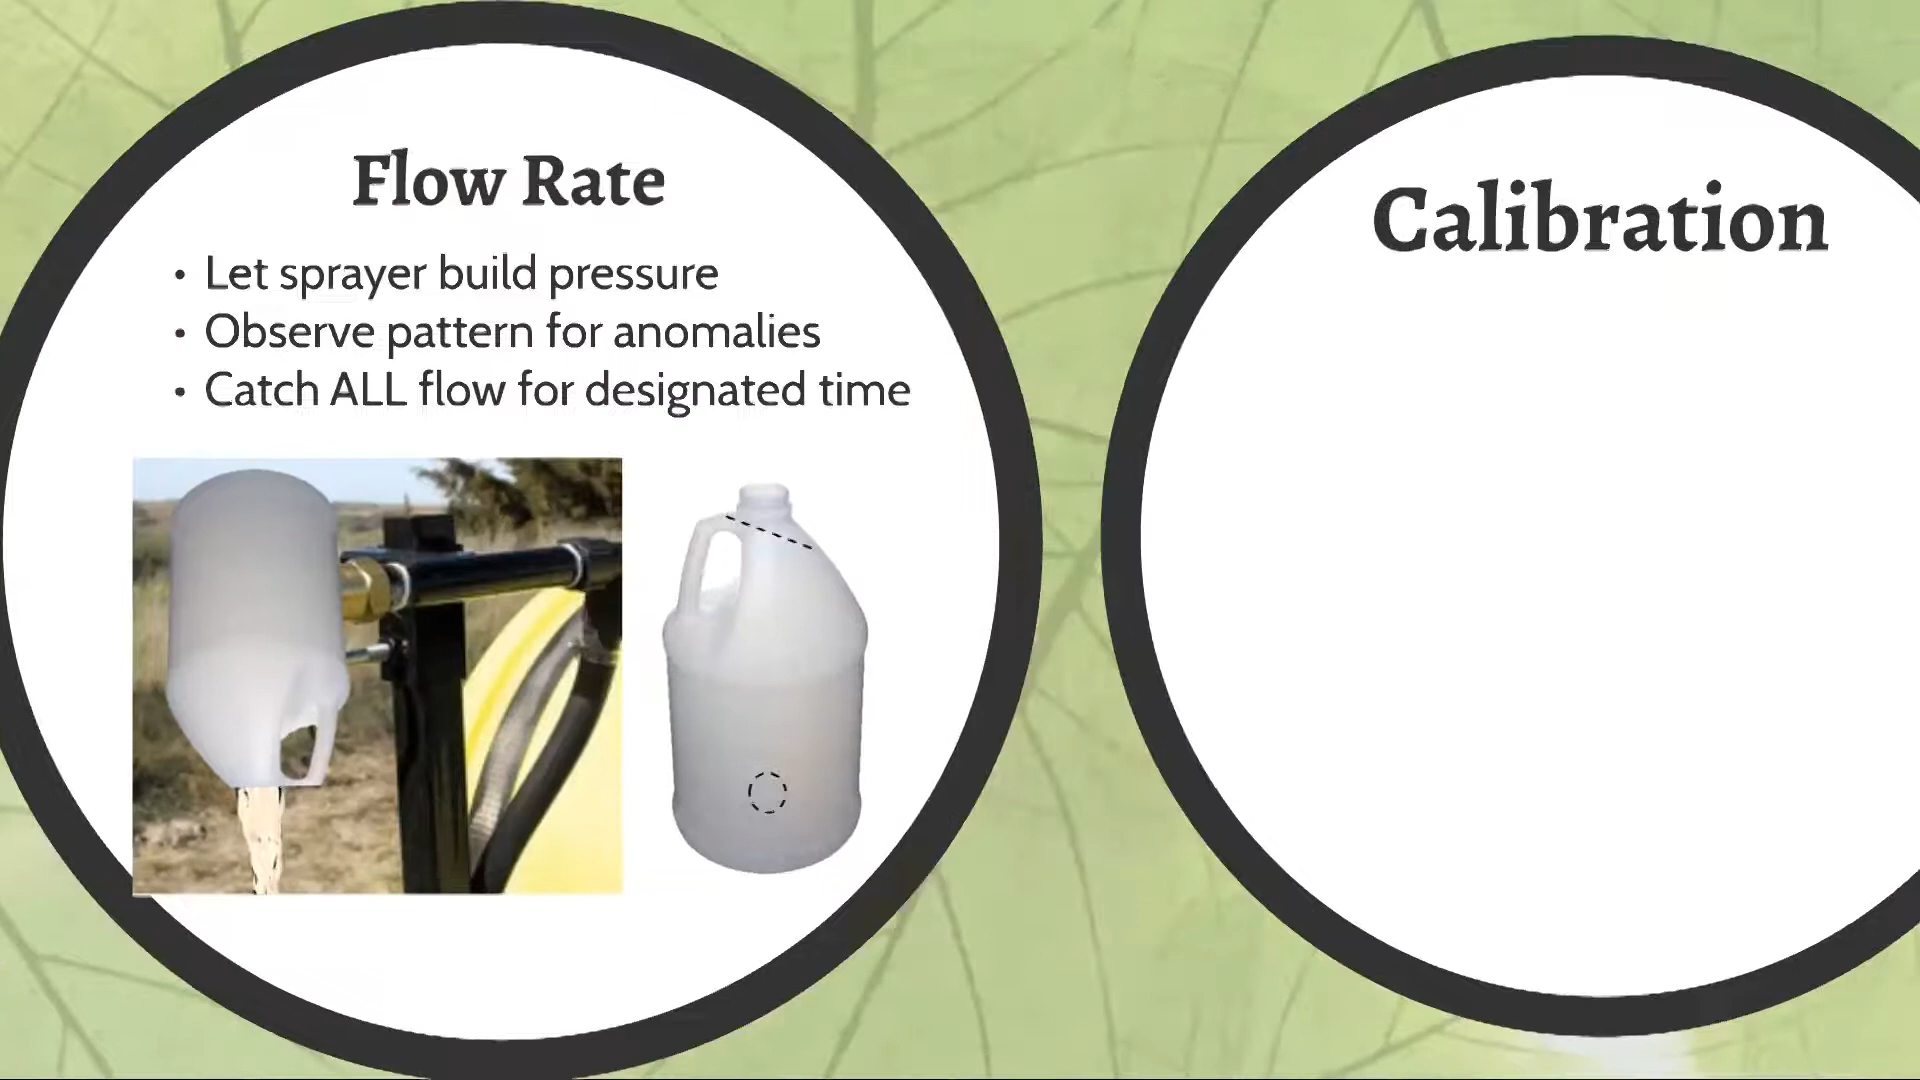 Flow Rate
• Let sprayer build pressure
• Observe pattern for anomalies
• Catch ALL flow for designated time
Calibration